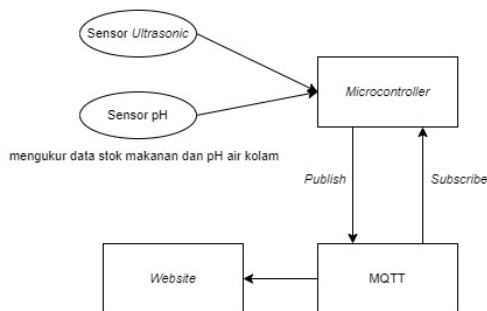 Sensor Ultrasonic
Microcontroller
Sensor pH
mengukur data stok makanan dan pH air kolam
Publish
Subscribe
Website
MQTT